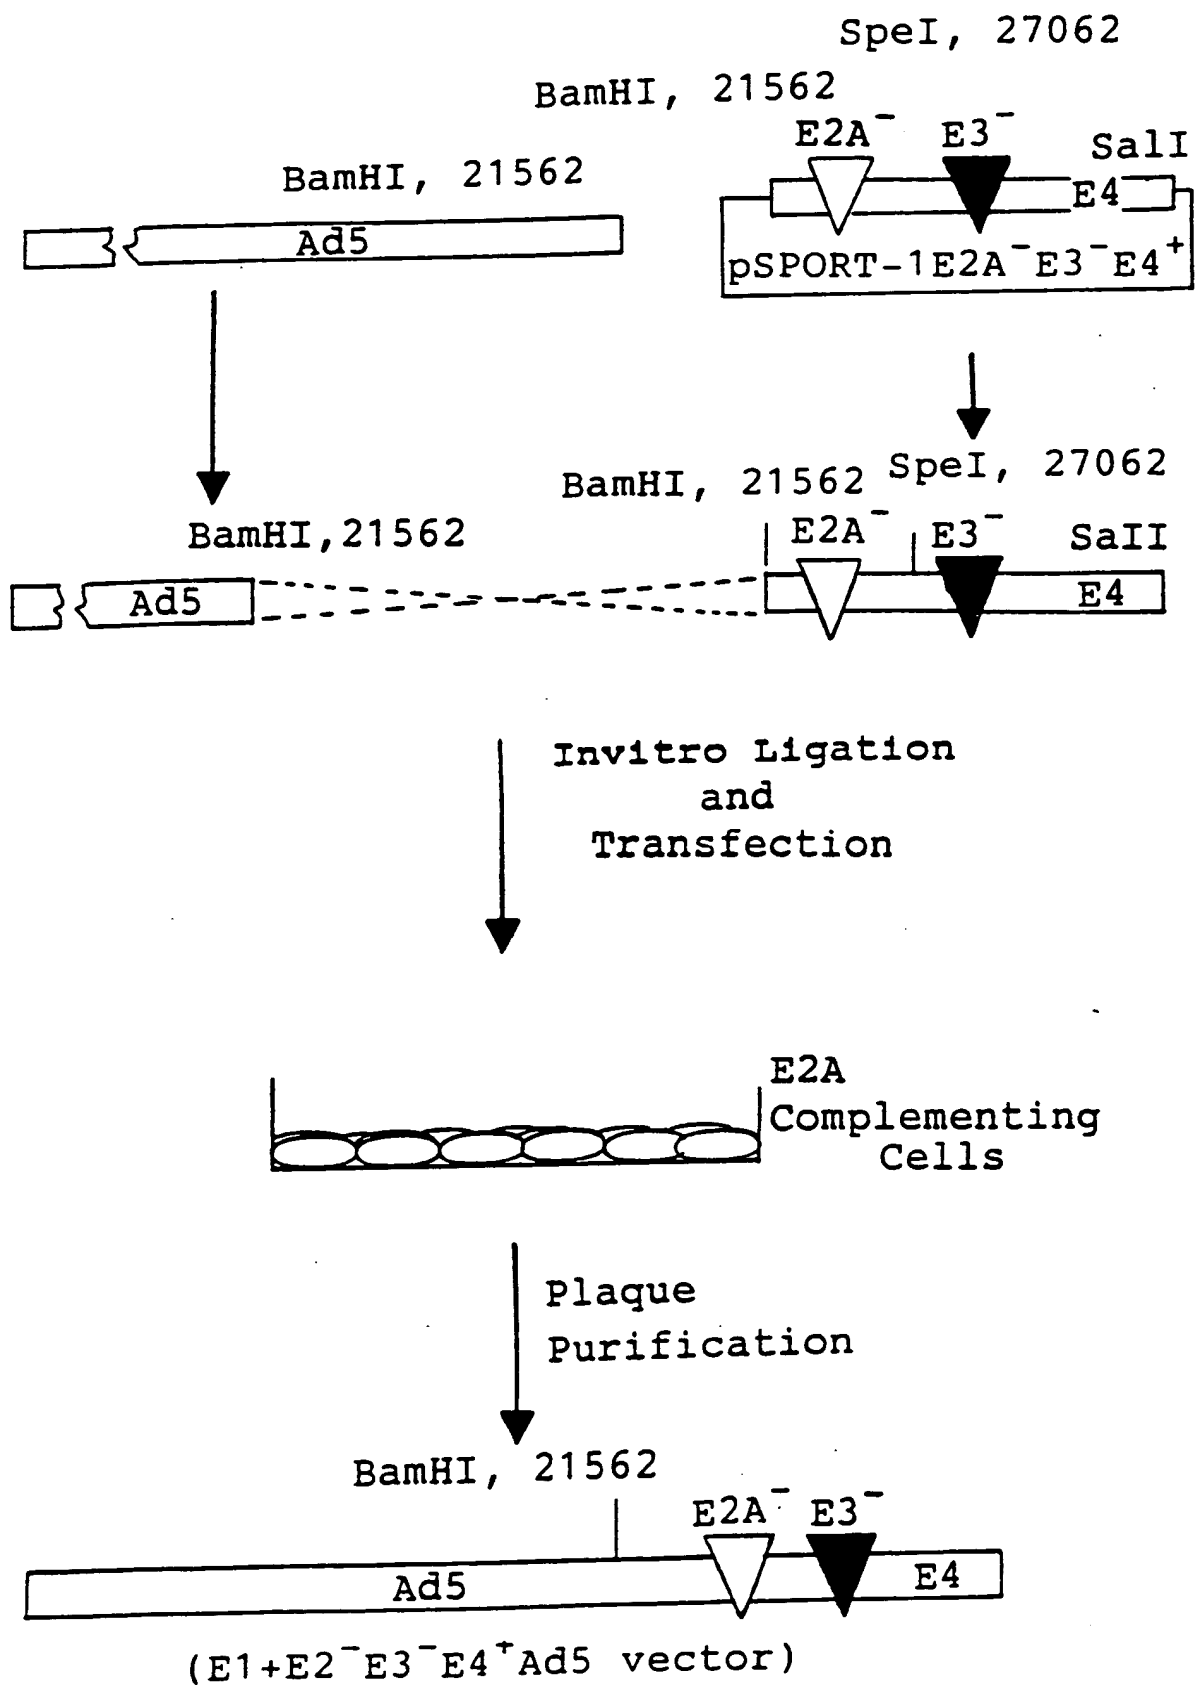 SpeI, 27062
BamHI, 21562
E2A⁻ E3⁻
SalI
BamHI, 21562
E4
Ad5
pSPORT-1E2A⁻E3⁻E4⁺
SpeI, 27062
BamHI, 21562
BamHI,21562
E2A⁻ E3⁻
SaII
Ad5
E4
Invitro Ligation
and
Transfection
E2A
Complementing
Cells
Plaque
Purification
BamHI, 21562
E2A⁻ E3⁻
Ad5
E4
(E1+E2⁻E3⁻E4⁺Ad5 vector)